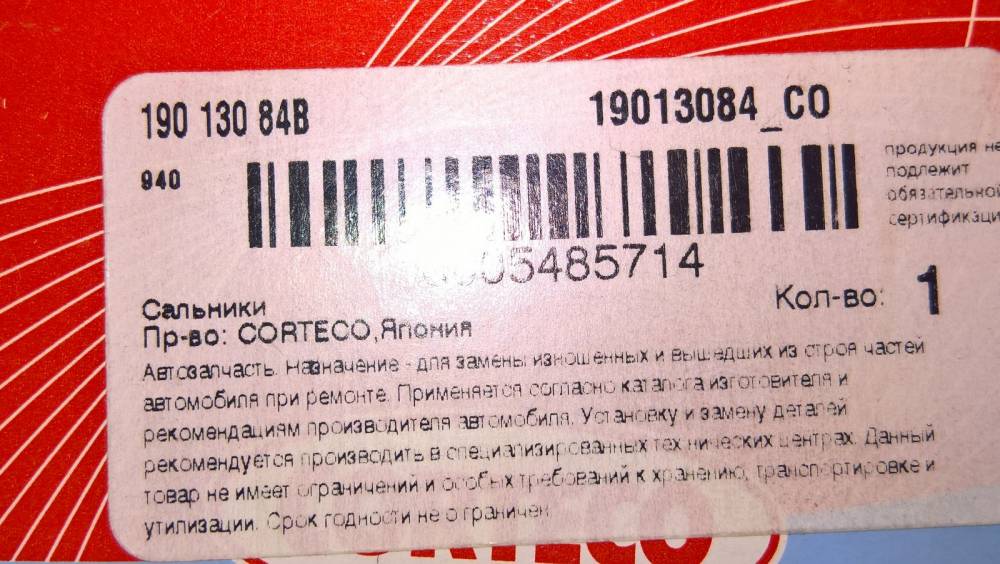 190 130 84B
19013084_CO
940
продукция не
подлежит
обязательно
сертификаци
05485714
Сальники
Кол-во: 1
Пр-во: CORTECO,Япония
Автозапчасть. Назначение - для замены изношенных и вышедших из строя частей
автомобиля при ремонте. Применяется согласно каталога изготовителя и
рекомендациям производителя автомобиля. Установку и замену деталей
рекомендуется производить в специализированных технических центрах. Данный
товар не имеет ограничений и особых требований к хранению, транспортировке и
утилизации. Срок годности не ограничен